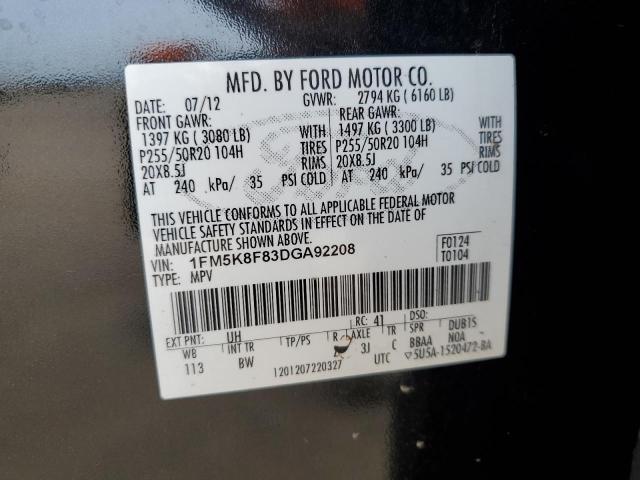 MFD. BY FORD MOTOR CO.
DATE: 07/12 GVWR: 2794 KG ( 6160 LB)
FRONT GAWR: REAR GAWR:
1397 KG ( 3080 LB) WITH 1497 KG ( 3300 LB) WITH
P255/50R20 104H TIRES P255/50R20 104H TIRES
20X8.5J RIMS 20X8.5J RIMS
AT 240 kPa/ 35 PSI COLD AT 240 kPa/ 35 PSI COLD
THIS VEHICLE CONFORMS TO ALL APPLICABLE FEDERAL MOTOR
VEHICLE SAFETY STANDARDS IN EFFECT ON THE DATE OF
MANUFACTURE SHOWN ABOVE.
VIN: 1FM5K8F83DGA92208 F0124
TYPE: MPV T0104
EXT PNT: UH RC: 41 DSO:
WB INT TR TP/PS R AXLE TR SPR DUB1S
113 BW 3J C BBAA NOA
1201207220327 UTC 5U5A-1520472-BA
Ford